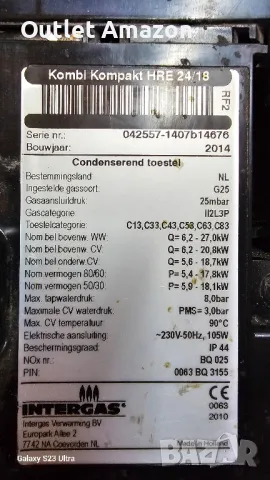 Outlet Amazon
Kombi Kompakt HRE 24/18
RF2
Serie nr.: 042557-1407b14676
Bouwjaar: 2014
Condenserend toestel
Bestemmingsland NL
Ingestelde gassoort. G25
Gasaansluitdruk: 25mbar
Gascategorie II2L3P
Toestelcategorie C13,C33,C43,C53,C63,C83
Nom bel bovenw. WW: Q= 6,2 - 27,0kW
Nom bel bovenw. CV: Q= 6,2 - 20,8kW
Nom bel onderw. CV: Q= 5,6 - 18,7kW
Nom vermogen 80/60: P= 5,4 - 17,8kW
Nom vermogen 50/30 P= 5,9 - 18,1kW
Max. tapwaterdruk: 8,0bar
Maximale CV waterdruk PMS= 3,0bar
Max. CV temperatuur 90°C
Elektrische aansluiting: ~230V-50Hz, 105W
Beschermingsgraad: IP 44
NOx nr.: BQ 025
PIN: 0063 BQ 3155
INTERGAS
CE
0063
2010
Intergas Verwarming BV
Europark Allee 2
7742 NA Coevorden NL
Made in Holland
Galaxy S23 Ultra
bazar